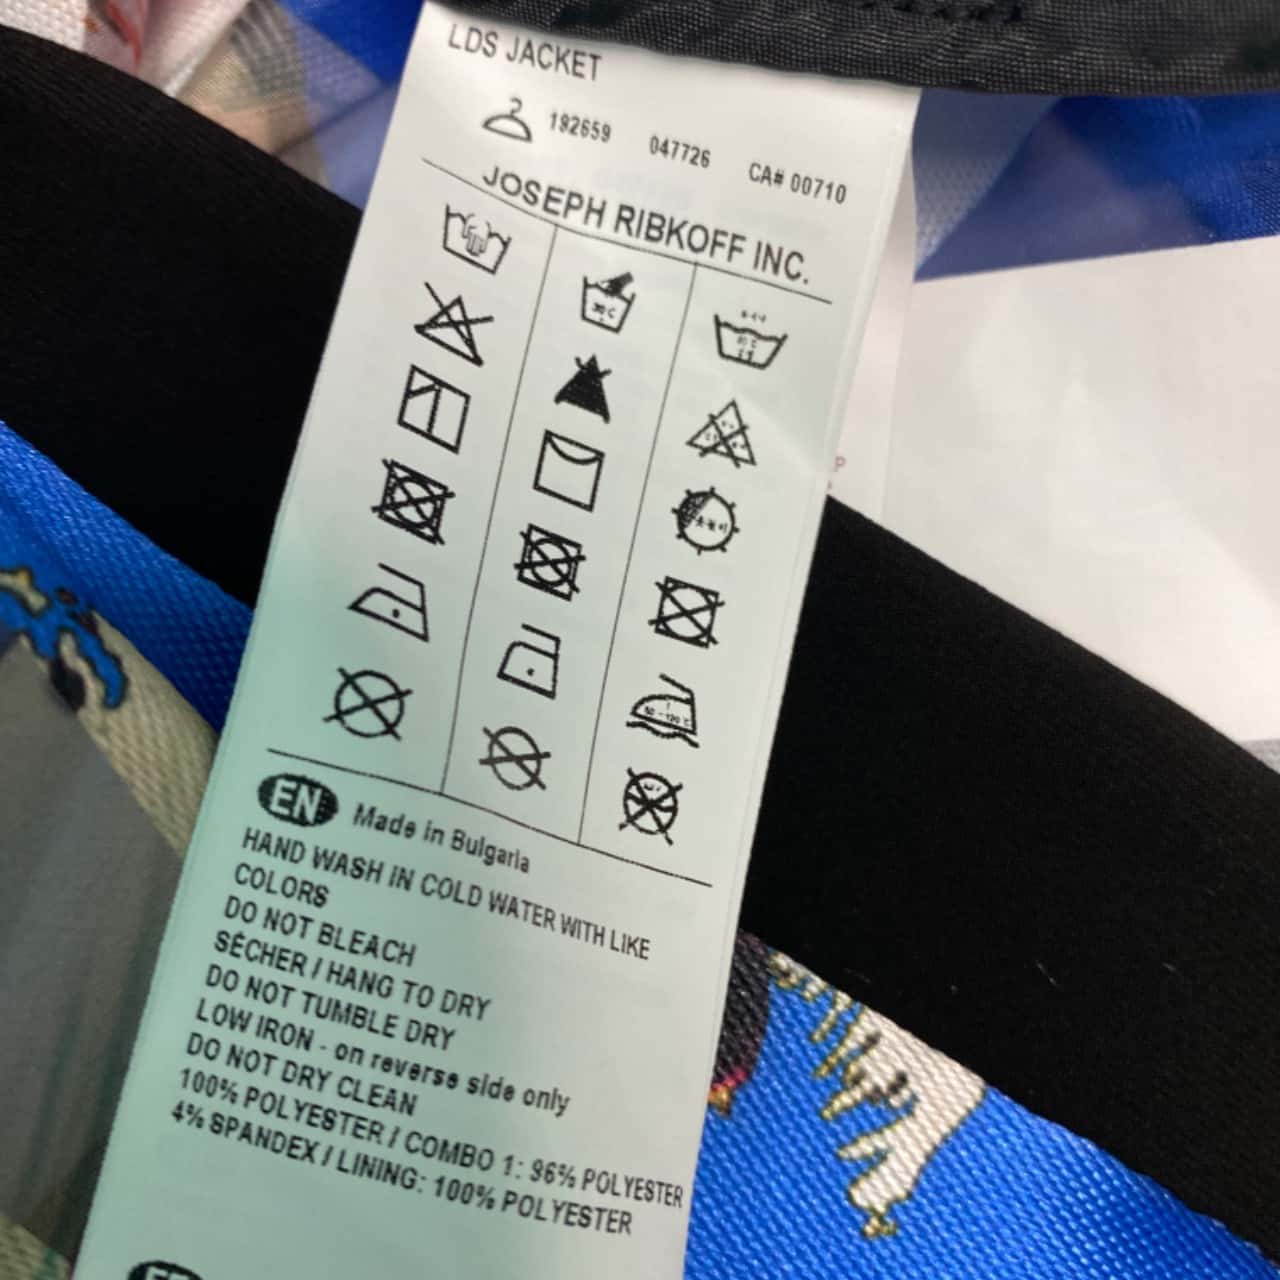 LDS JACKET
192659 047726 CA# 00710
JOSEPH RIBKOFF INC.
EN Made in Bulgaria
HAND WASH IN COLD WATER WITH LIKE
COLORS
DO NOT BLEACH
SÉCHER / HANG TO DRY
DO NOT TUMBLE DRY
LOW IRON - on reverse side only
DO NOT DRY CLEAN
100% POLYESTER / COMBO 1: 96% POLYESTER
4% SPANDEX / LINING: 100% POLYESTER